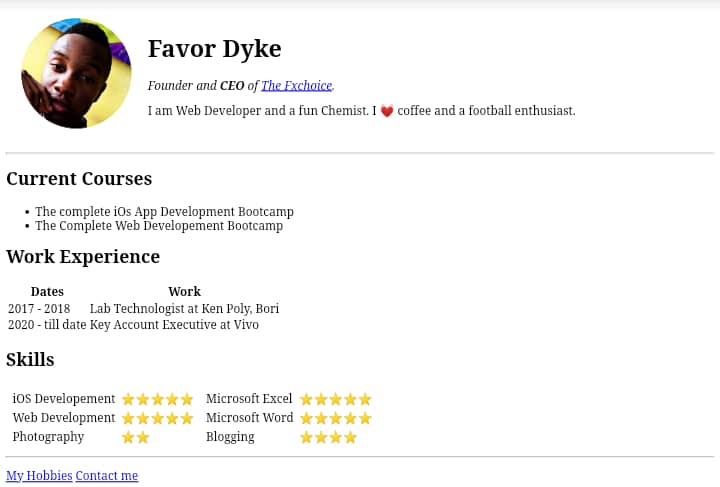 Favor Dyke
Founder and CEO of The Fxchoice.
I am Web Developer and a fun Chemist. I ❤️ coffee and a football enthusiast.
Current Courses
• The complete iOs App Development Bootcamp
• The Complete Web Developement Bootcamp
Work Experience
Dates Work
2017 - 2018 Lab Technologist at Ken Poly, Bori
2020 - till date Key Account Executive at Vivo
Skills
iOS Developement ⭐⭐⭐⭐⭐ Microsoft Excel ⭐⭐⭐⭐⭐
Web Development ⭐⭐⭐⭐⭐ Microsoft Word ⭐⭐⭐⭐⭐
Photography ⭐⭐ Blogging ⭐⭐⭐⭐
My Hobbies Contact me